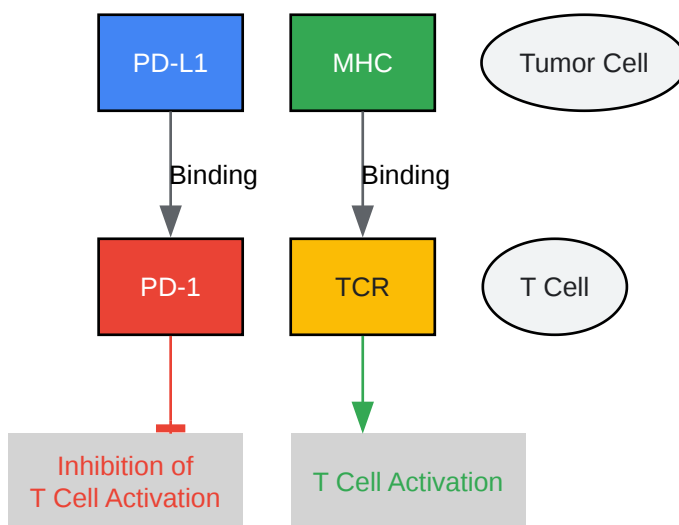 PD-L1
MHC
Tumor Cell
Binding
Binding
PD-1
TCR
T Cell
Inhibition of
T Cell Activation
T Cell Activation